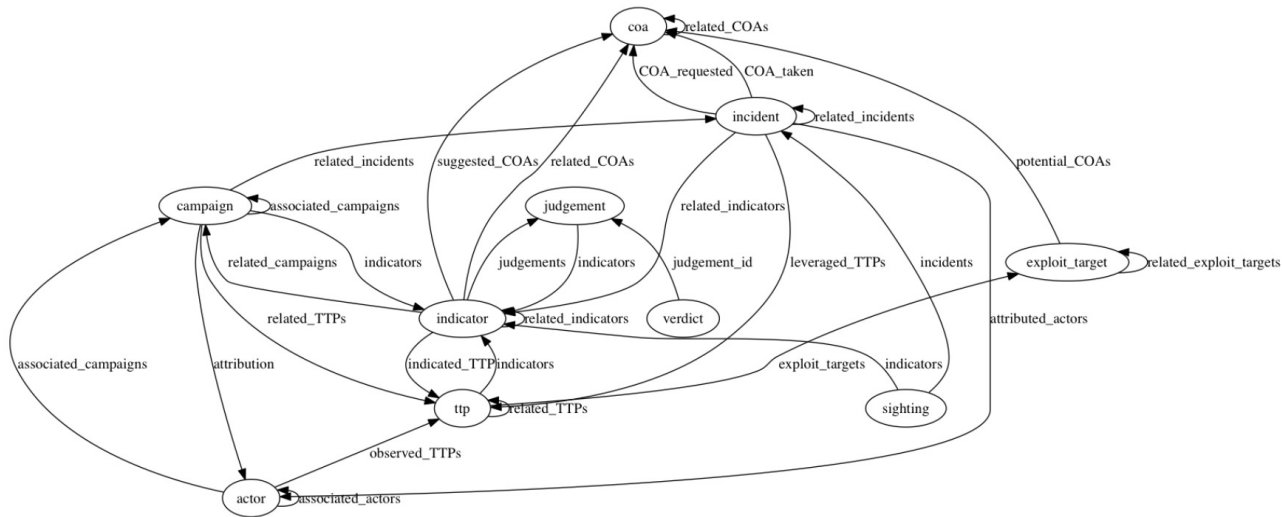 coa
related_COAs
COA_requested
COA_taken
incident
related_incidents
related_incidents
suggested_COAs
related_COAs
potential_COAs
campaign
associated_campaigns
judgement
related_indicators
related_campaigns
indicators
judgements
indicators
judgement_id
leveraged_TTPs
incidents
exploit_target
related_exploit_targets
related_TTPs
indicator
related_indicators
verdict
attributed_actors
associated_campaigns
attribution
indicated_TTP
indicators
exploit_targets
indicators
ttp
related_TTPs
sighting
observed_TTPs
actor
associated_actors